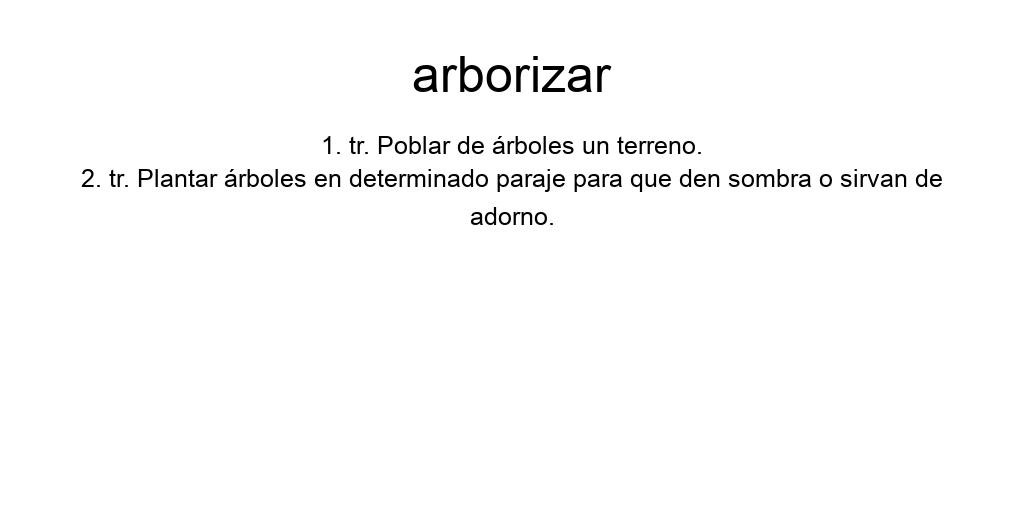 arborizar
1. tr. Poblar de árboles un terreno.
2. tr. Plantar árboles en determinado paraje para que den sombra o sirvan de
adorno.